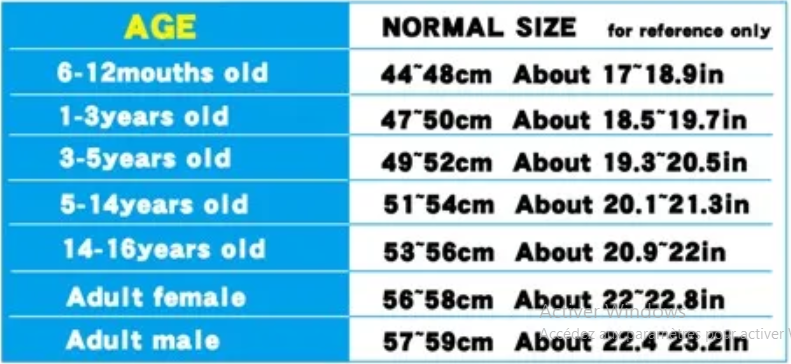 AGE NORMAL SIZE for reference only
6-12mouths old 44~48cm About 17~18.9in
1-3years old 47~50cm About 18.5~19.7in
3-5years old 49~52cm About 19.3~20.5in
5-14years old 51~54cm About 20.1~21.3in
14-16years old 53~56cm About 20.9~22in
Adult female 56~58cm About 22~22.8in
Activer Windows
Adult male 57~59cm About 22.4~23.2in
Accédez aux paramètres pour activer